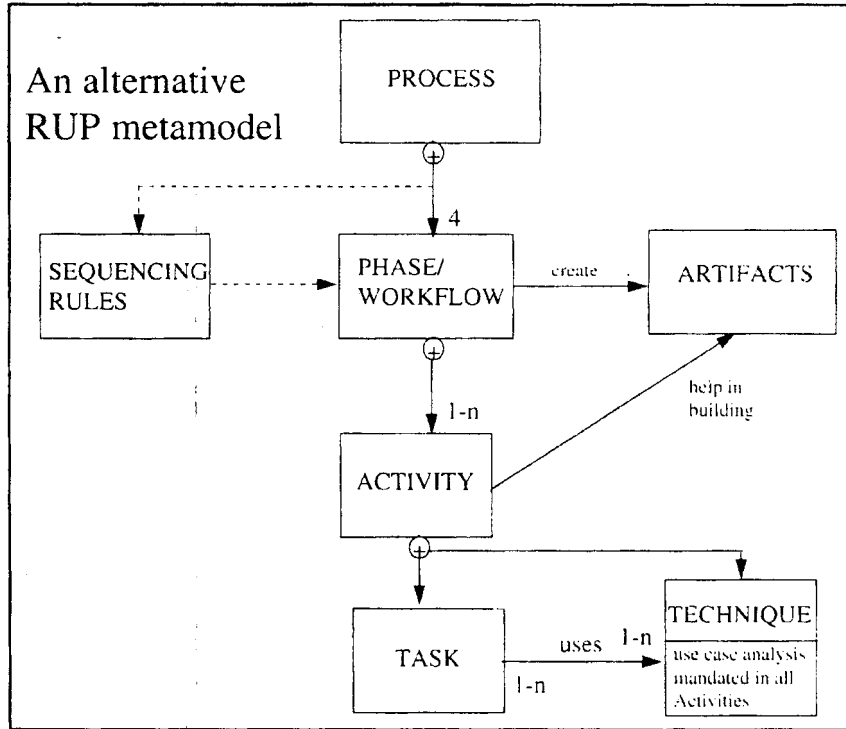 An alternative
RUP metamodel
PROCESS
4
SEQUENCING
RULES
PHASE/
WORKFLOW
create
ARTIFACTS
help in
building
1-n
ACTIVITY
TASK
uses
1-n
1-n
TECHNIQUE
use case analysis
mandated in all
Activities